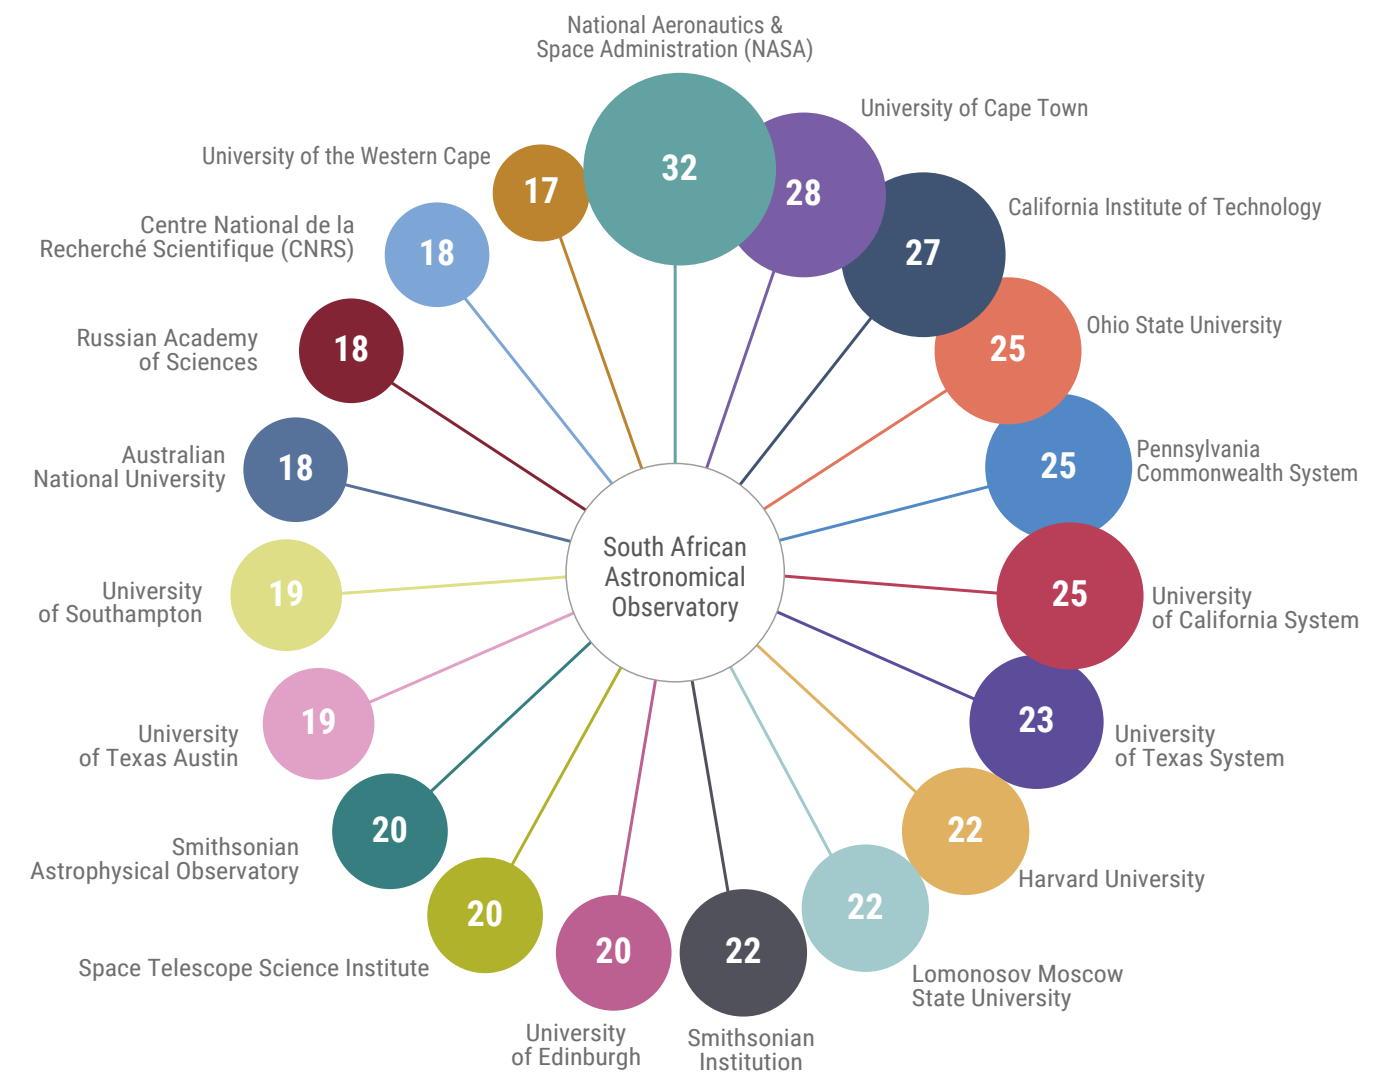 National Aeronautics &
Space Administration (NASA)
32
University of Cape Town
28
California Institute of Technology
27
Ohio State University
25
Pennsylvania
Commonwealth System
25
University
of California System
25
University
of Texas System
23
Harvard University
22
Lomonosov Moscow
State University
22
Smithsonian
Institution
22
University
of Edinburgh
20
Space Telescope Science Institute
20
Smithsonian
Astrophysical Observatory
20
University
of Texas Austin
19
University
of Southampton
19
Australian
National University
18
Russian Academy
of Sciences
18
Centre National de la
Recherché Scientifique (CNRS)
18
University of the Western Cape
17
South African
Astronomical
Observatory